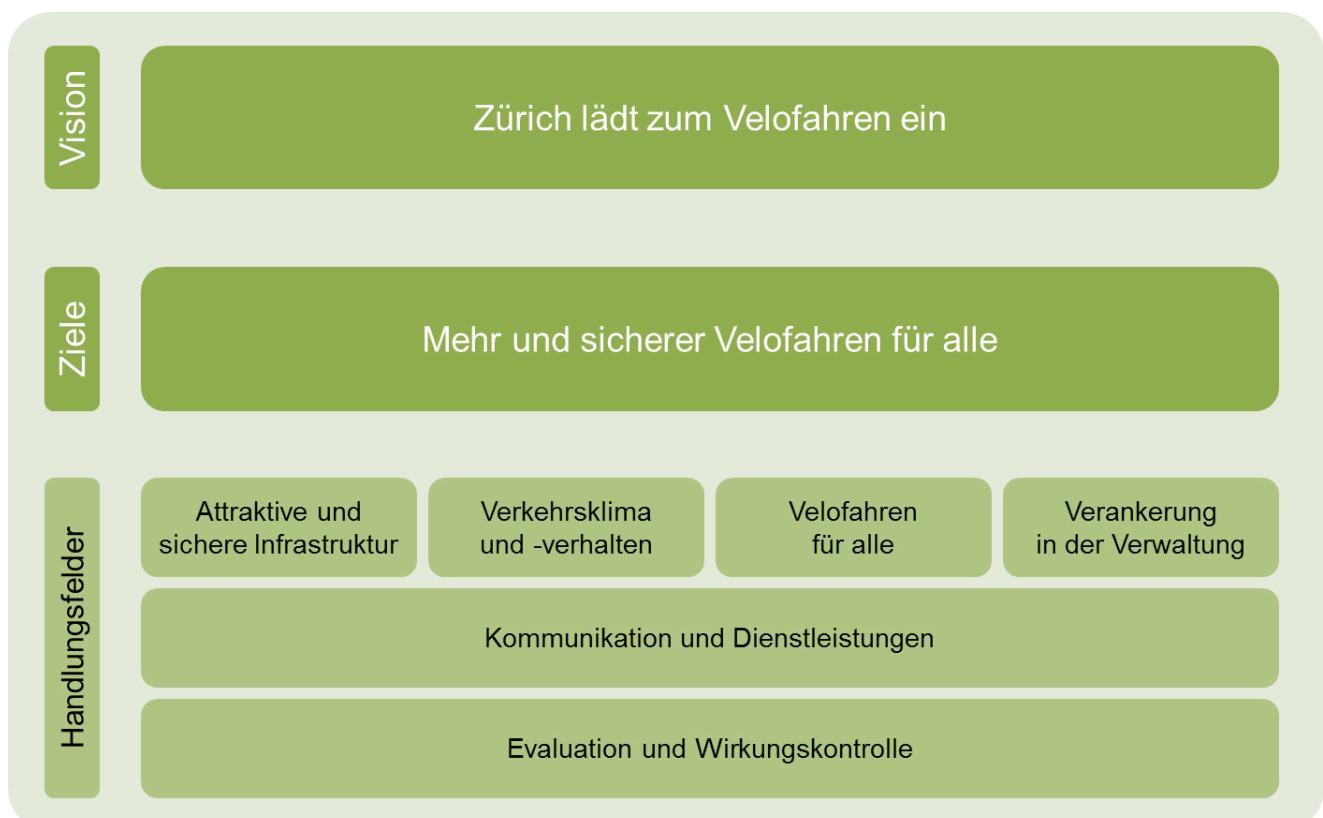 Vision
Zürich lädt zum Velofahren ein
Ziele
Mehr und sicherer Velofahren für alle
Handlungsfelder
Attraktive und
sichere Infrastruktur
Verkehrsklima
und -verhalten
Velofahren
für alle
Verankerung
in der Verwaltung
Kommunikation und Dienstleistungen
Evaluation und Wirkungskontrolle